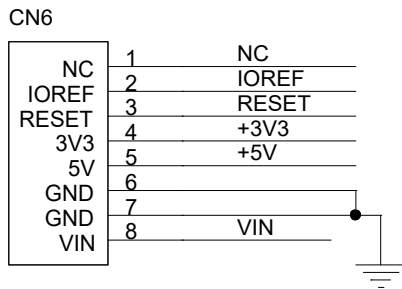 CN6
NC 1 NC
IOREF 2 IOREF
RESET 3 RESET
3V3 4 +3V3
5V 5 +5V
GND 6
GND 7
VIN 8 VIN